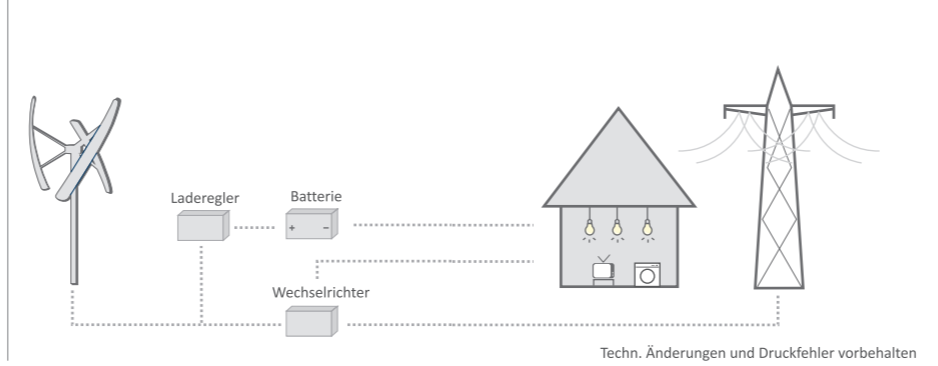 Laderegler
Batterie
+ −
Wechselrichter
Techn. Änderungen und Druckfehler vorbehalten